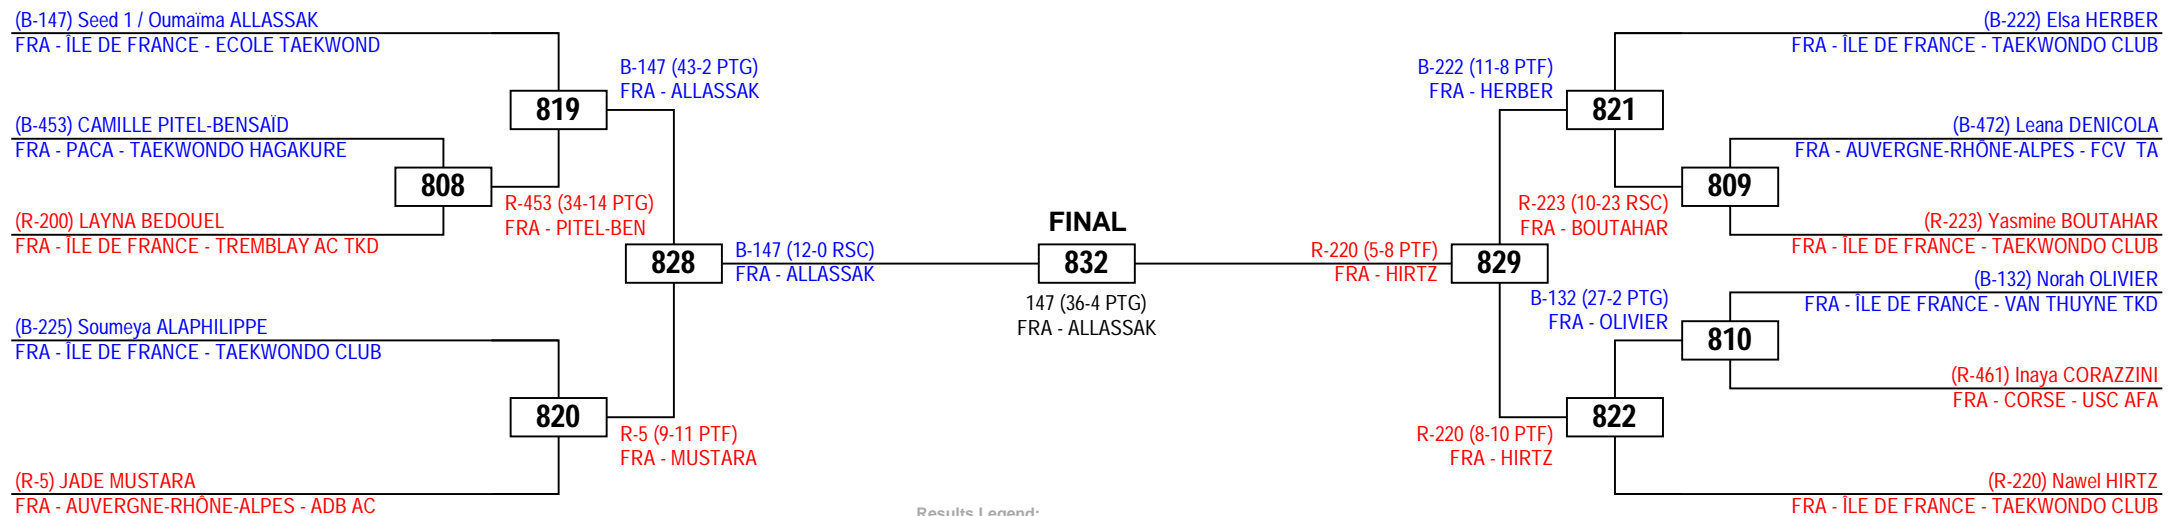 (B-147) Seed 1 / Oumaïma ALLASSAK
FRA - ÎLE DE FRANCE - ECOLE TAEKWOND
B-147 (43-2 PTG)
FRA - ALLASSAK
819
(B-453) CAMILLE PITEL-BENSAÏD
FRA - PACA - TAEKWONDO HAGAKURE
808
R-453 (34-14 PTG)
FRA - PITEL-BEN
(R-200) LAYNA BEDOUEL
FRA - ÎLE DE FRANCE - TREMBLAY AC TKD
828
B-147 (12-0 RSC)
FRA - ALLASSAK
(B-225) Soumeya ALAPHILIPPE
FRA - ÎLE DE FRANCE - TAEKWONDO CLUB
820
R-5 (9-11 PTF)
FRA - MUSTARA
(R-5) JADE MUSTARA
FRA - AUVERGNE-RHÔNE-ALPES - ADB AC
FINAL
832
147 (36-4 PTG)
FRA - ALLASSAK
Results Legend:
(B-222) Elsa HERBER
FRA - ÎLE DE FRANCE - TAEKWONDO CLUB
B-222 (11-8 PTF)
FRA - HERBER
821
(B-472) Leana DENICOLA
FRA - AUVERGNE-RHÔNE-ALPES - FCV TA
809
R-223 (10-23 RSC)
FRA - BOUTAHAR
(R-223) Yasmine BOUTAHAR
FRA - ÎLE DE FRANCE - TAEKWONDO CLUB
R-220 (5-8 PTF)
FRA - HIRTZ
829
(B-132) Norah OLIVIER
FRA - ÎLE DE FRANCE - VAN THUYNE TKD
B-132 (27-2 PTG)
FRA - OLIVIER
810
(R-461) Inaya CORAZZINI
FRA - CORSE - USC AFA
822
R-220 (8-10 PTF)
FRA - HIRTZ
(R-220) Nawel HIRTZ
FRA - ÎLE DE FRANCE - TAEKWONDO CLUB